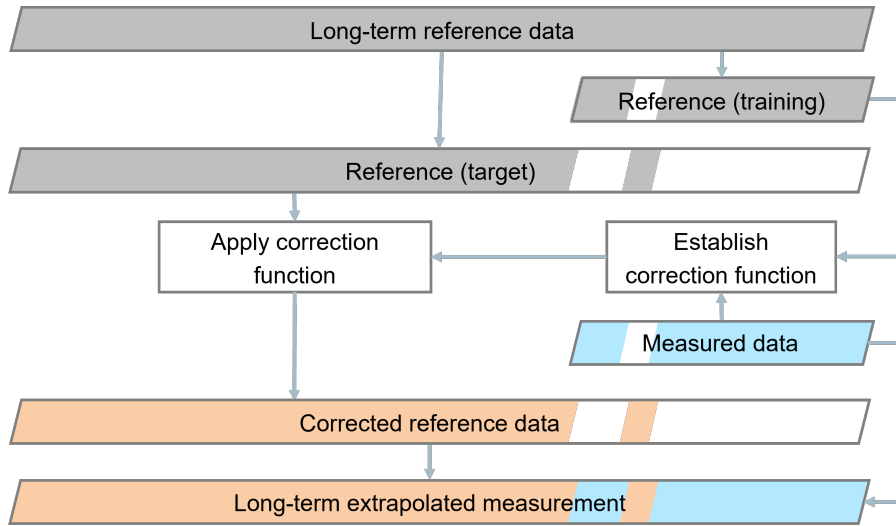 Long-term reference data
Reference (training)
Reference (target)
Apply correction
function
Establish
correction function
Measured data
Corrected reference data
Long-term extrapolated measurement